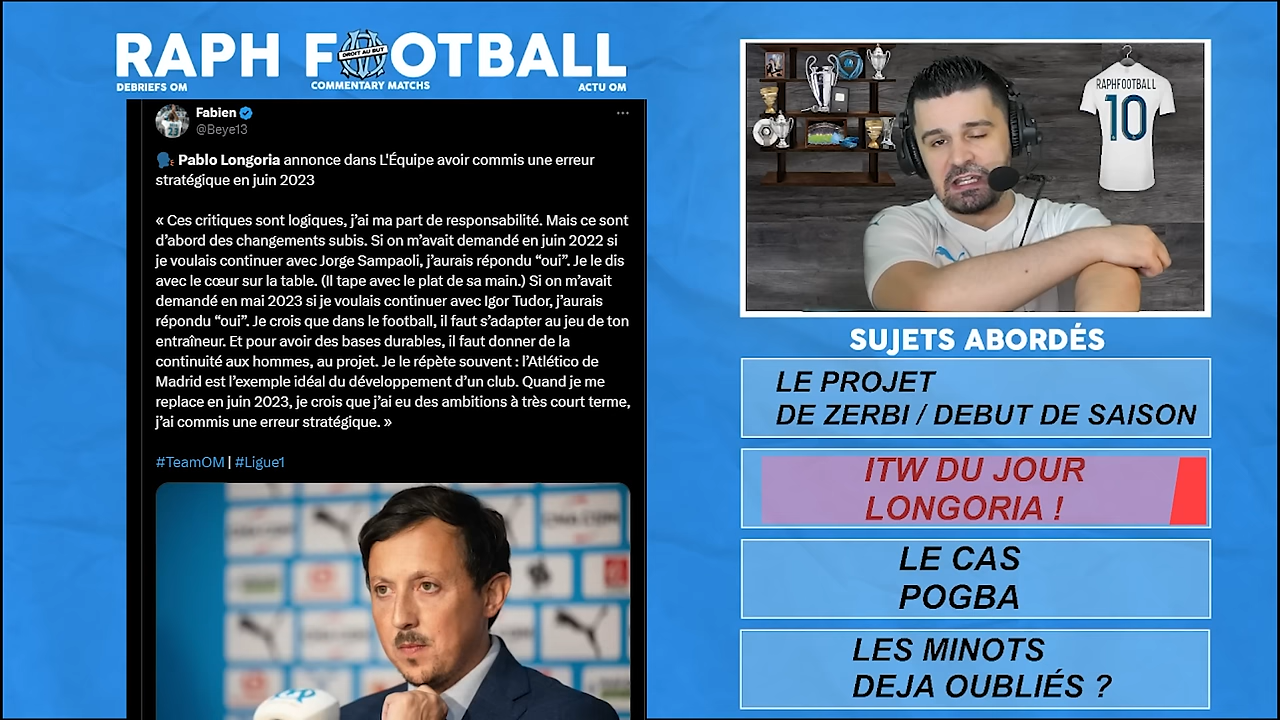 RAPH FOOTBALL
DROIT AU BUT
DEBRIEFS OM
COMMENTARY MATCHS
ACTU OM
Fabien
@Beye13
Pablo Longoria annonce dans L'Équipe avoir commis une erreur
stratégique en juin 2023
« Ces critiques sont logiques, j’ai ma part de responsabilité. Mais ce sont
d’abord des changements subis. Si on m’avait demandé en juin 2022 si
je voulais continuer avec Jorge Sampaoli, j’aurais répondu “oui”. Je le dis
avec le cœur sur la table. (Il tape avec le plat de sa main.) Si on m’avait
demandé en mai 2023 si je voulais continuer avec Igor Tudor, j’aurais
répondu “oui”. Je crois que dans le football, il faut s’adapter au jeu de ton
entraîneur. Et pour avoir des bases durables, il faut donner de la
continuité aux hommes, au projet. Je le répète souvent : l’Atlético de
Madrid est l’exemple idéal du développement d’un club. Quand je me
replace en juin 2023, je crois que j’ai eu des ambitions à très court terme,
j’ai commis une erreur stratégique. »
#TeamOM | #Ligue1
RAPHFOOTBALL
10
SUJETS ABORDÉS
LE PROJET
DE ZERBI / DEBUT DE SAISON
ITW DU JOUR
LONGORIA !
LE CAS
POGBA
LES MINOTS
DEJA OUBLIÉS ?